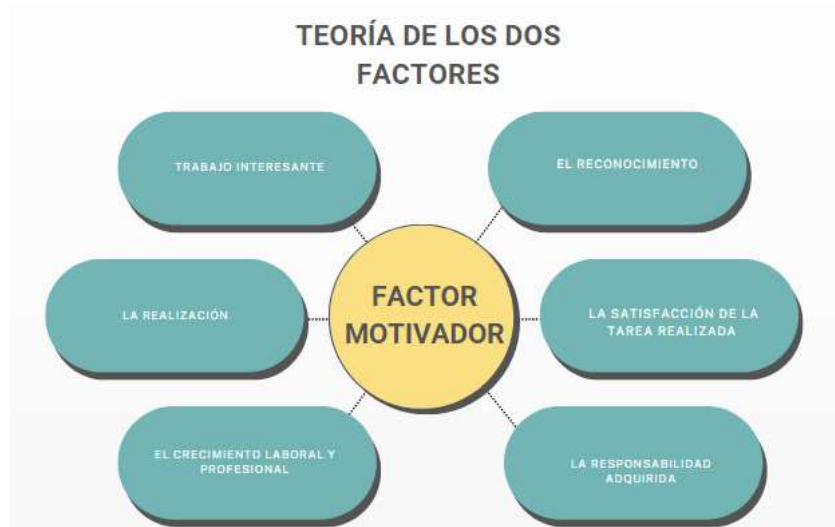 TEORÍA DE LOS DOS
FACTORES
TRABAJO INTERESANTE
EL RECONOCIMIENTO
FACTOR
MOTIVADOR
LA REALIZACIÓN
LA SATISFACCIÓN DE LA
TAREA REALIZADA
EL CRECIMIENTO LABORAL Y
PROFESIONAL
LA RESPONSABILIDAD
ADQUIRIDA